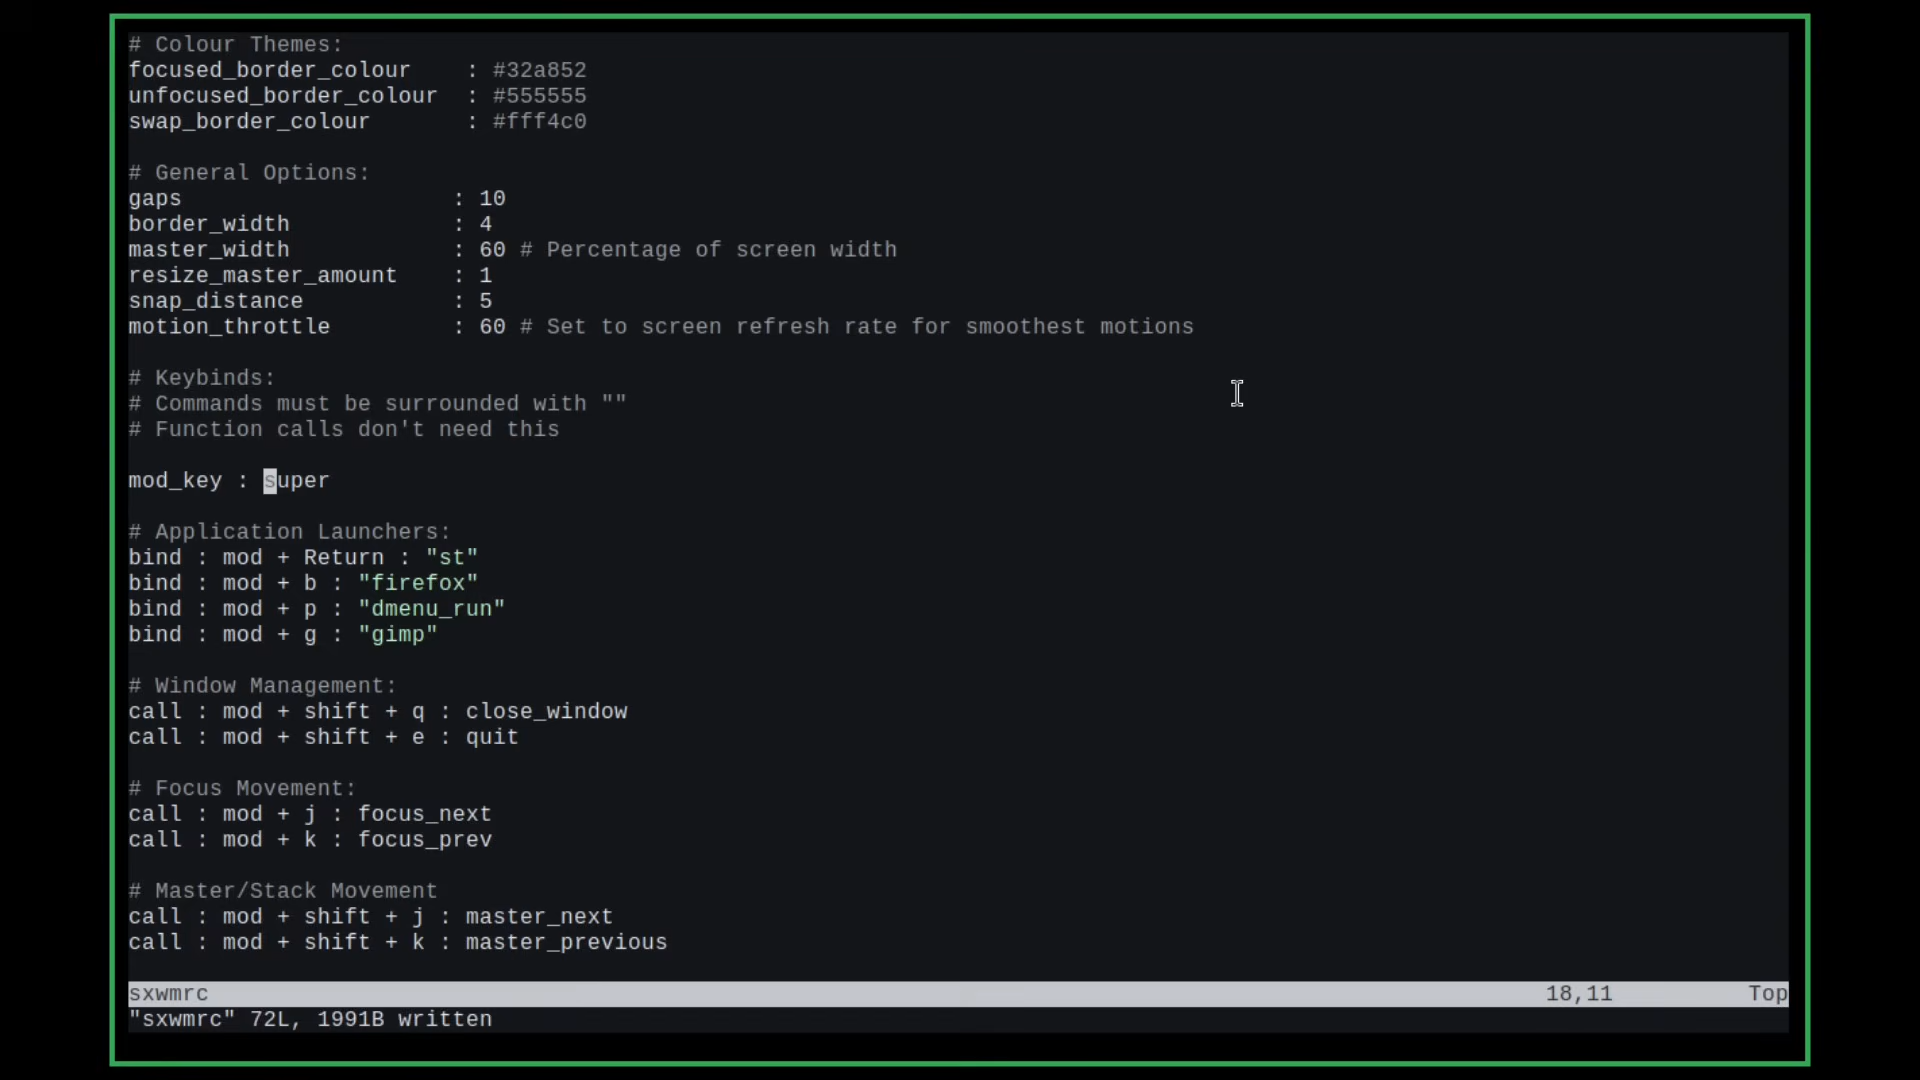 # Colour Themes:
focused_border_colour    : #32a852
unfocused_border_colour  : #555555
swap_border_colour       : #fff4c0
# General Options:
gaps                    : 10
border_width            : 4
master_width            : 60 # Percentage of screen width
resize_master_amount    : 1
snap_distance           : 5
motion_throttle         : 60 # Set to screen refresh rate for smoothest motions
# Keybinds:
# Commands must be surrounded with ""
# Function calls don't need this
mod_key : super
# Application Launchers:
bind : mod + Return : "st"
bind : mod + b : "firefox"
bind : mod + p : "dmenu_run"
bind : mod + g : "gimp"
# Window Management:
call : mod + shift + q : close_window
call : mod + shift + e : quit
# Focus Movement:
call : mod + j : focus_next
call : mod + k : focus_prev
# Master/Stack Movement
call : mod + shift + j : master_next
call : mod + shift + k : master_previous
sxwmrc 18,11 Top
"sxwmrc" 72L, 1991B written